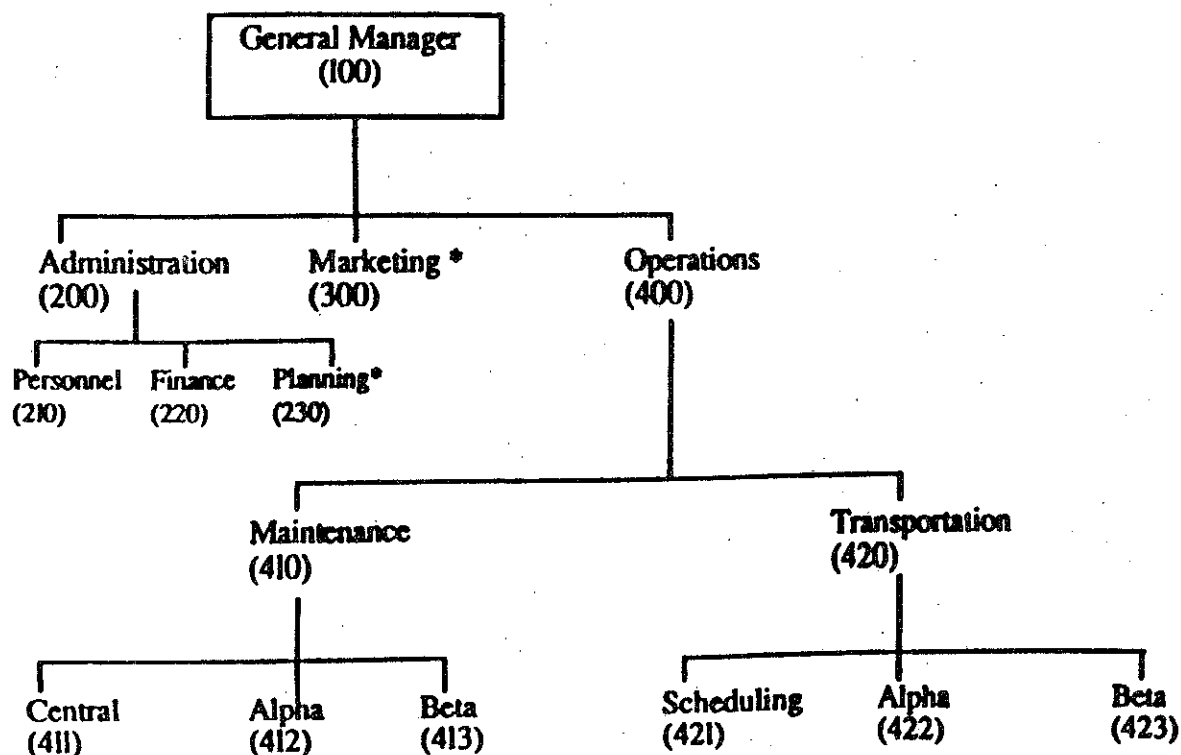 General Manager
(100)
Administration
(200)
Marketing *
(300)
Operations
(400)
Personnel
(210)
Finance
(220)
Planning*
(230)
Maintenance
(410)
Transportation
(420)
Central
(411)
Alpha
(412)
Beta
(413)
Scheduling
(421)
Alpha
(422)
Beta
(423)